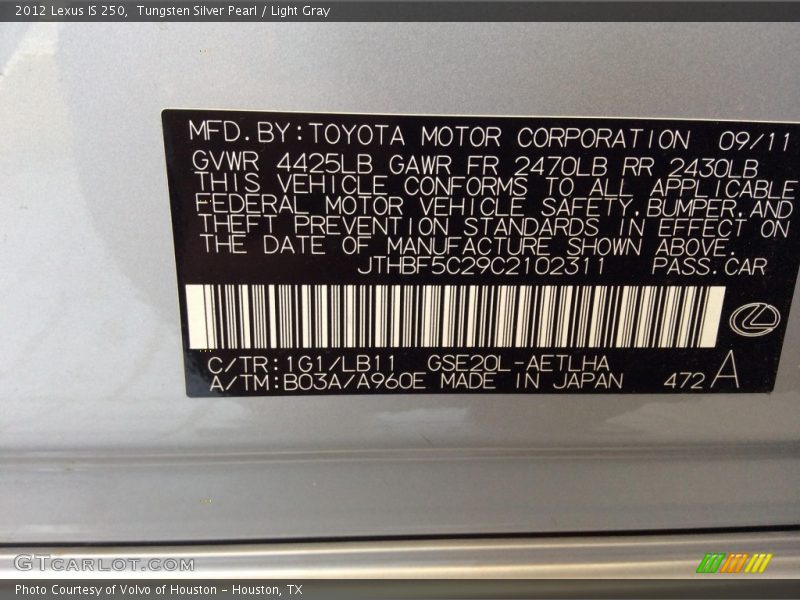 2012 Lexus IS 250,  Tungsten Silver Pearl / Light Gray
MFD.BY:TOYOTA MOTOR CORPORATION 09/11
GVWR 4425LB GAWR FR 2470LB RR 2430LB
THIS VEHICLE CONFORMS TO ALL APPLICABLE
FEDERAL MOTOR VEHICLE SAFETY,BUMPER,AND
THEFT PREVENTION STANDARDS IN EFFECT ON
THE DATE OF MANUFACTURE SHOWN ABOVE.
JTHBF5C29C2102311 PASS.CAR
C/TR:1G1/LB11 GSE20L-AETLHA
A/TM:B03A/A960E MADE IN JAPAN 472 A
GTCARLOT.COM
Photo Courtesy of Volvo of Houston - Houston, TX